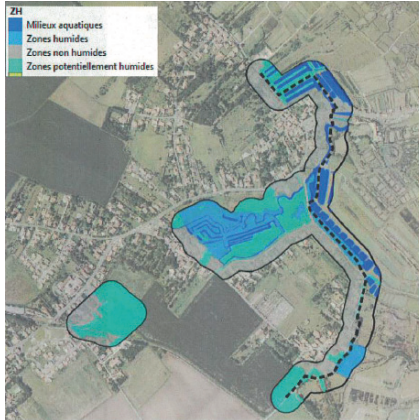 ZH
Milieux aquatiques
Zones humides
Zones non humides
Zones potentiellement humides